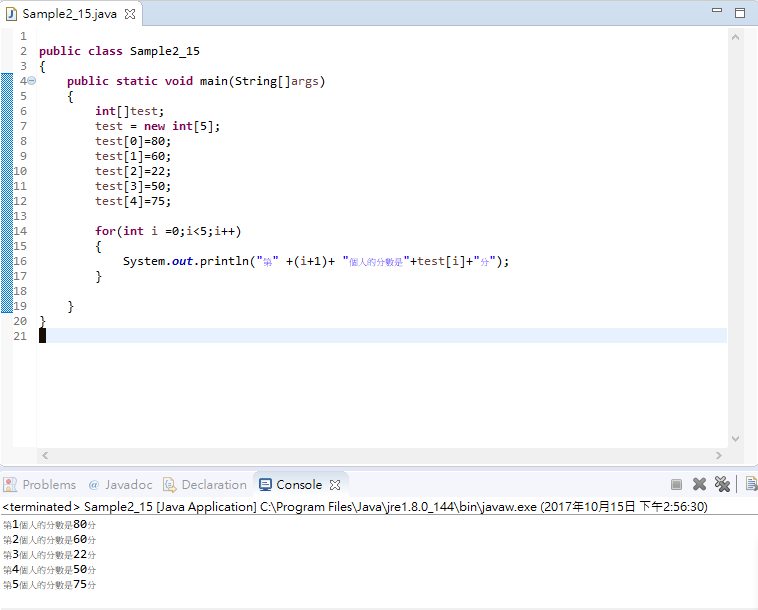 Sample2_15.java
1
2 public class Sample2_15
3 {
4 public static void main(String[]args)
5 {
6 int[]test;
7 test = new int[5];
8 test[0]=80;
9 test[1]=60;
10 test[2]=22;
11 test[3]=50;
12 test[4]=75;
13
14 for(int i =0;i<5;i++)
15 {
16 System.out.println("第" +(i+1)+ "個人的分數是"+test[i]+"分");
17 }
18
19 }
20 }
21
Problems @ Javadoc Declaration Console
<terminated> Sample2_15 [Java Application] C:\Program Files\Java\jre1.8.0_144\bin\javaw.exe (2017年10月15日 下午2:56:30)
第1個人的分數是80分
第2個人的分數是60分
第3個人的分數是22分
第4個人的分數是50分
第5個人的分數是75分